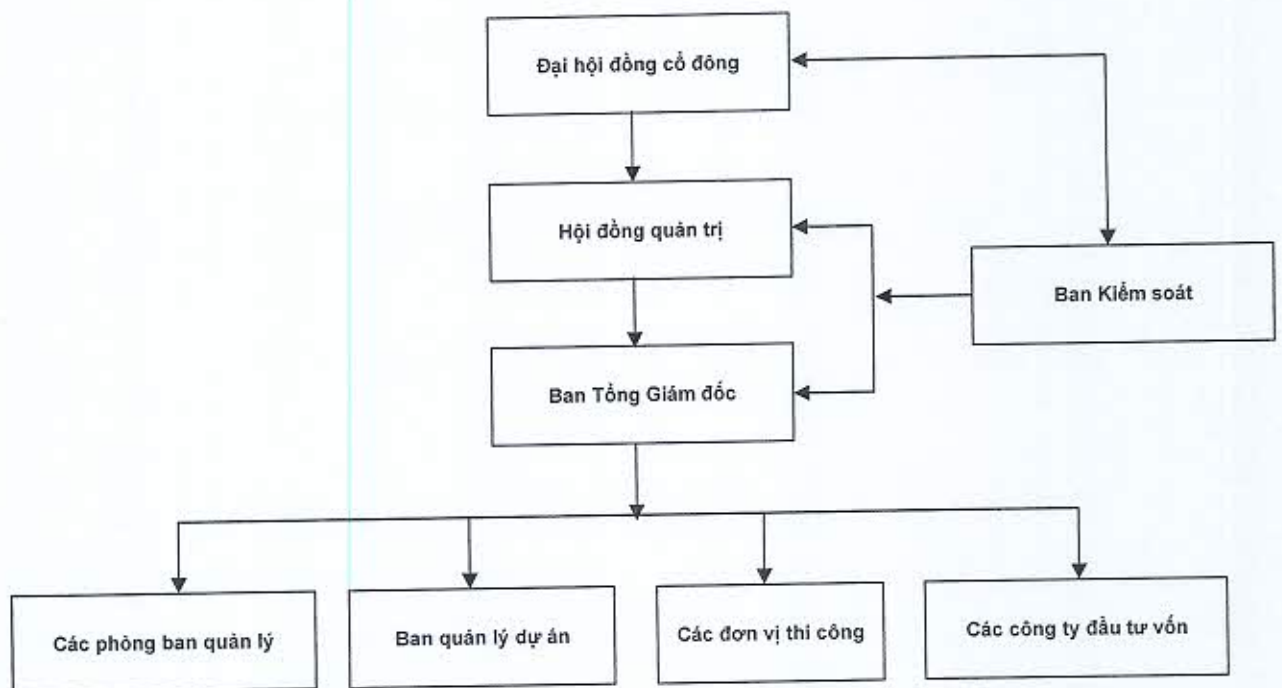 Đại hội đồng cổ đông
Hội đồng quản trị
Ban Kiểm soát
Ban Tổng Giám đốc
Các phòng ban quản lý
Ban quản lý dự án
Các đơn vị thi công
Các công ty đầu tư vốn